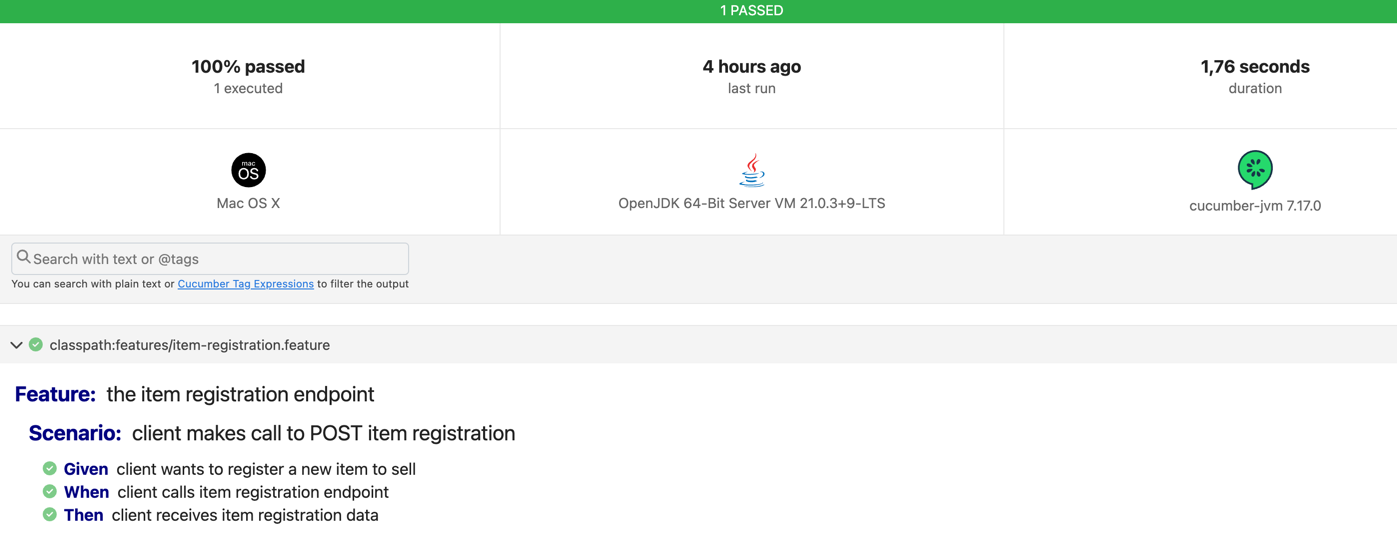 1 PASSED
100% passed
1 executed
4 hours ago
last run
1,76 seconds
duration
mac
OS
Mac OS X
OpenJDK 64-Bit Server VM 21.0.3+9-LTS
cucumber-jvm 7.17.0
Search with text or @tags
You can search with plain text or Cucumber Tag Expressions to filter the output
classpath:features/item-registration.feature
Feature: the item registration endpoint
Scenario: client makes call to POST item registration
Given client wants to register a new item to sell
When client calls item registration endpoint
Then client receives item registration data